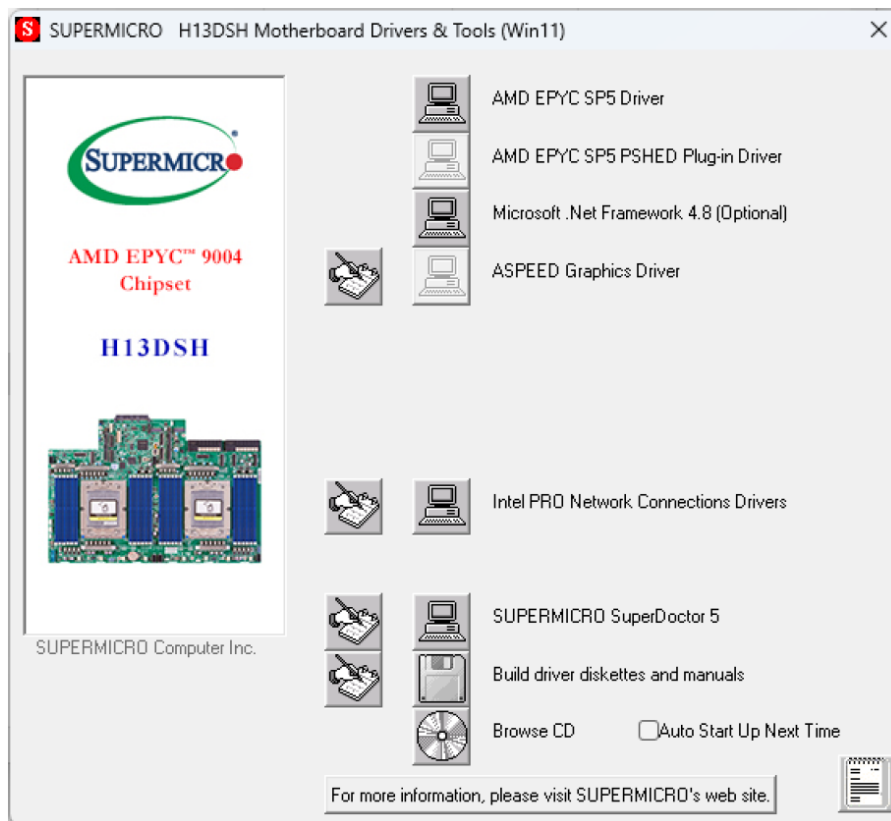 SUPERMICRO H13DSH Motherboard Drivers & Tools (Win11)
SUPERMICRO
AMD EPYC™ 9004
Chipset
H13DSH
SUPERMICRO Computer Inc.
AMD EPYC SP5 Driver
AMD EPYC SP5 PSHED Plug-in Driver
Microsoft .Net Framework 4.8 (Optional)
ASPEED Graphics Driver
Intel PRO Network Connections Drivers
SUPERMICRO SuperDoctor 5
Build driver diskettes and manuals
Browse CD Auto Start Up Next Time
For more information, please visit SUPERMICRO's web site.